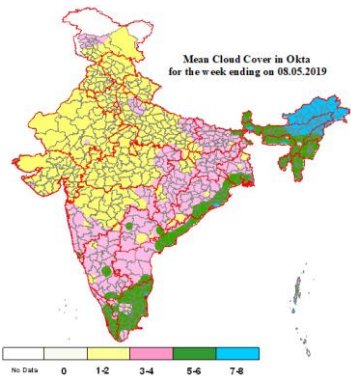 Mean Cloud Cover in Okta
for the week ending on 08.05.2019
No Data 0 1-2 3-4 5-6 7-8